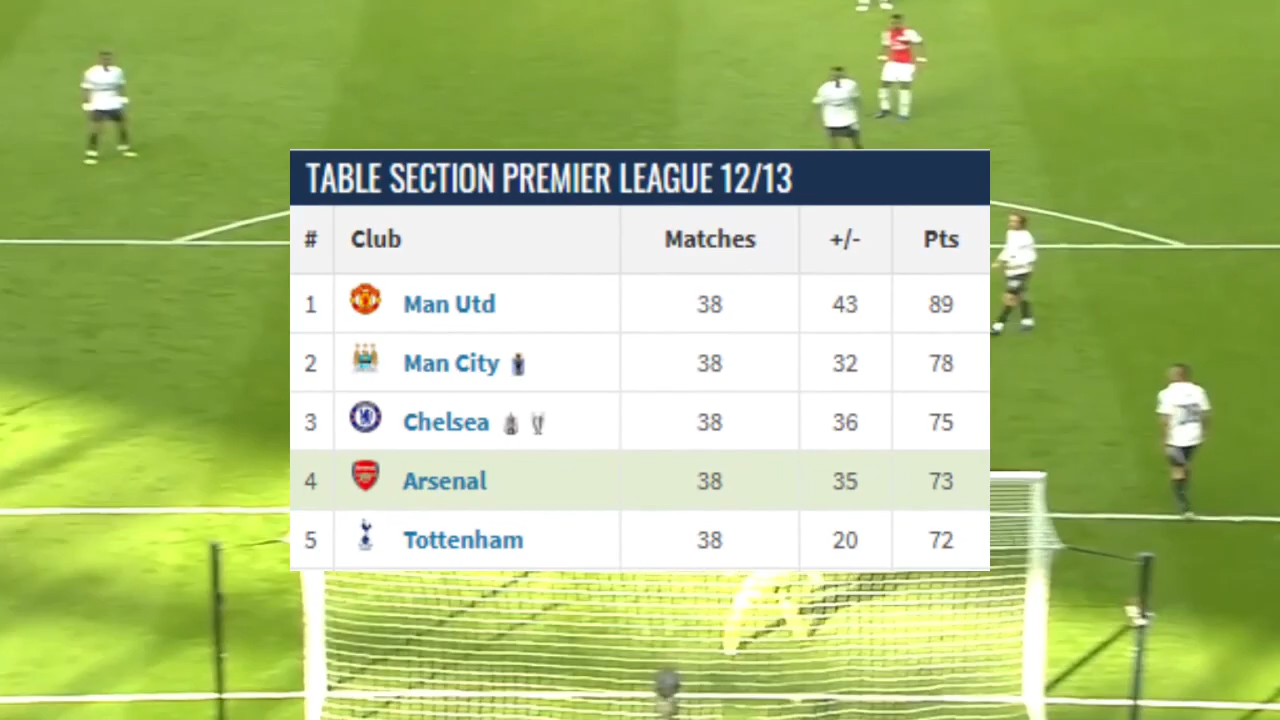 TABLE SECTION PREMIER LEAGUE 12/13
# Club Matches +/- Pts
1 Man Utd 38 43 89
2 Man City 38 32 78
3 Chelsea 38 36 75
4 Arsenal 38 35 73
5 Tottenham 38 20 72